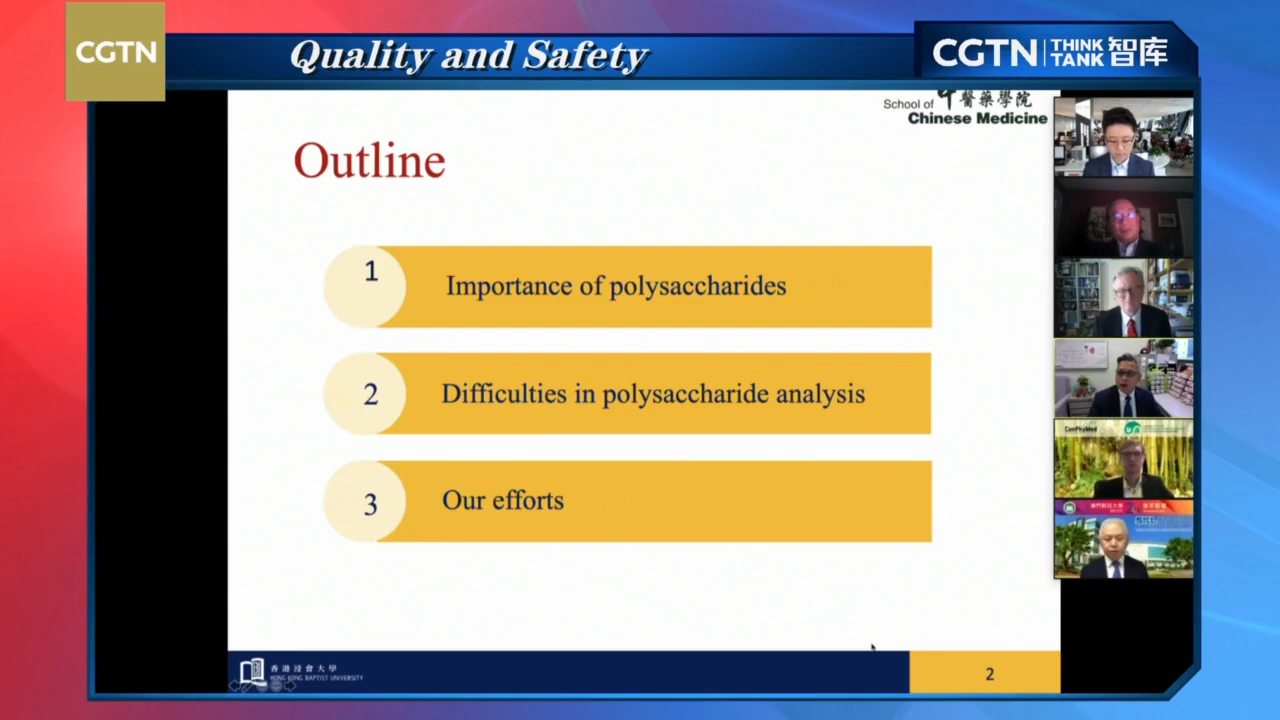 CGTN
Quality and Safety
CGTN THINK TANK 智库
School of 中醫藥學院
Chinese Medicine
Outline
1
Importance of polysaccharides
2
Difficulties in polysaccharide analysis
3
Our efforts
ConPhyMed
香港浸會大學
HONG KONG BAPTIST UNIVERSITY
2